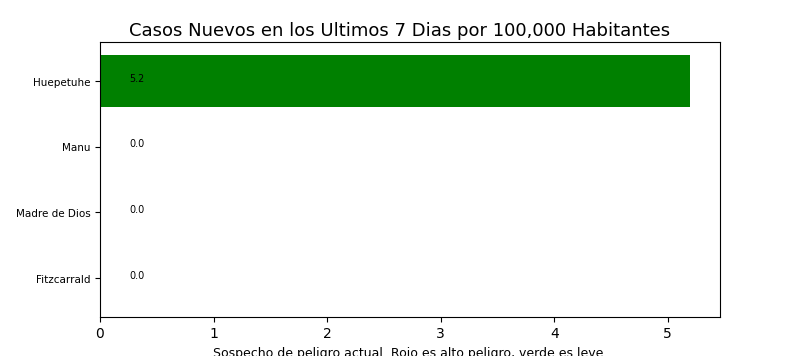 Casos Nuevos en los Ultimos 7 Dias por 100,000 Habitantes
Huepetuhe 5.2
Manu 0.0
Madre de Dios 0.0
Fitzcarrald 0.0
0 1 2 3 4 5
Sospecho de peligro actual. Rojo es alto peligro, verde es leve